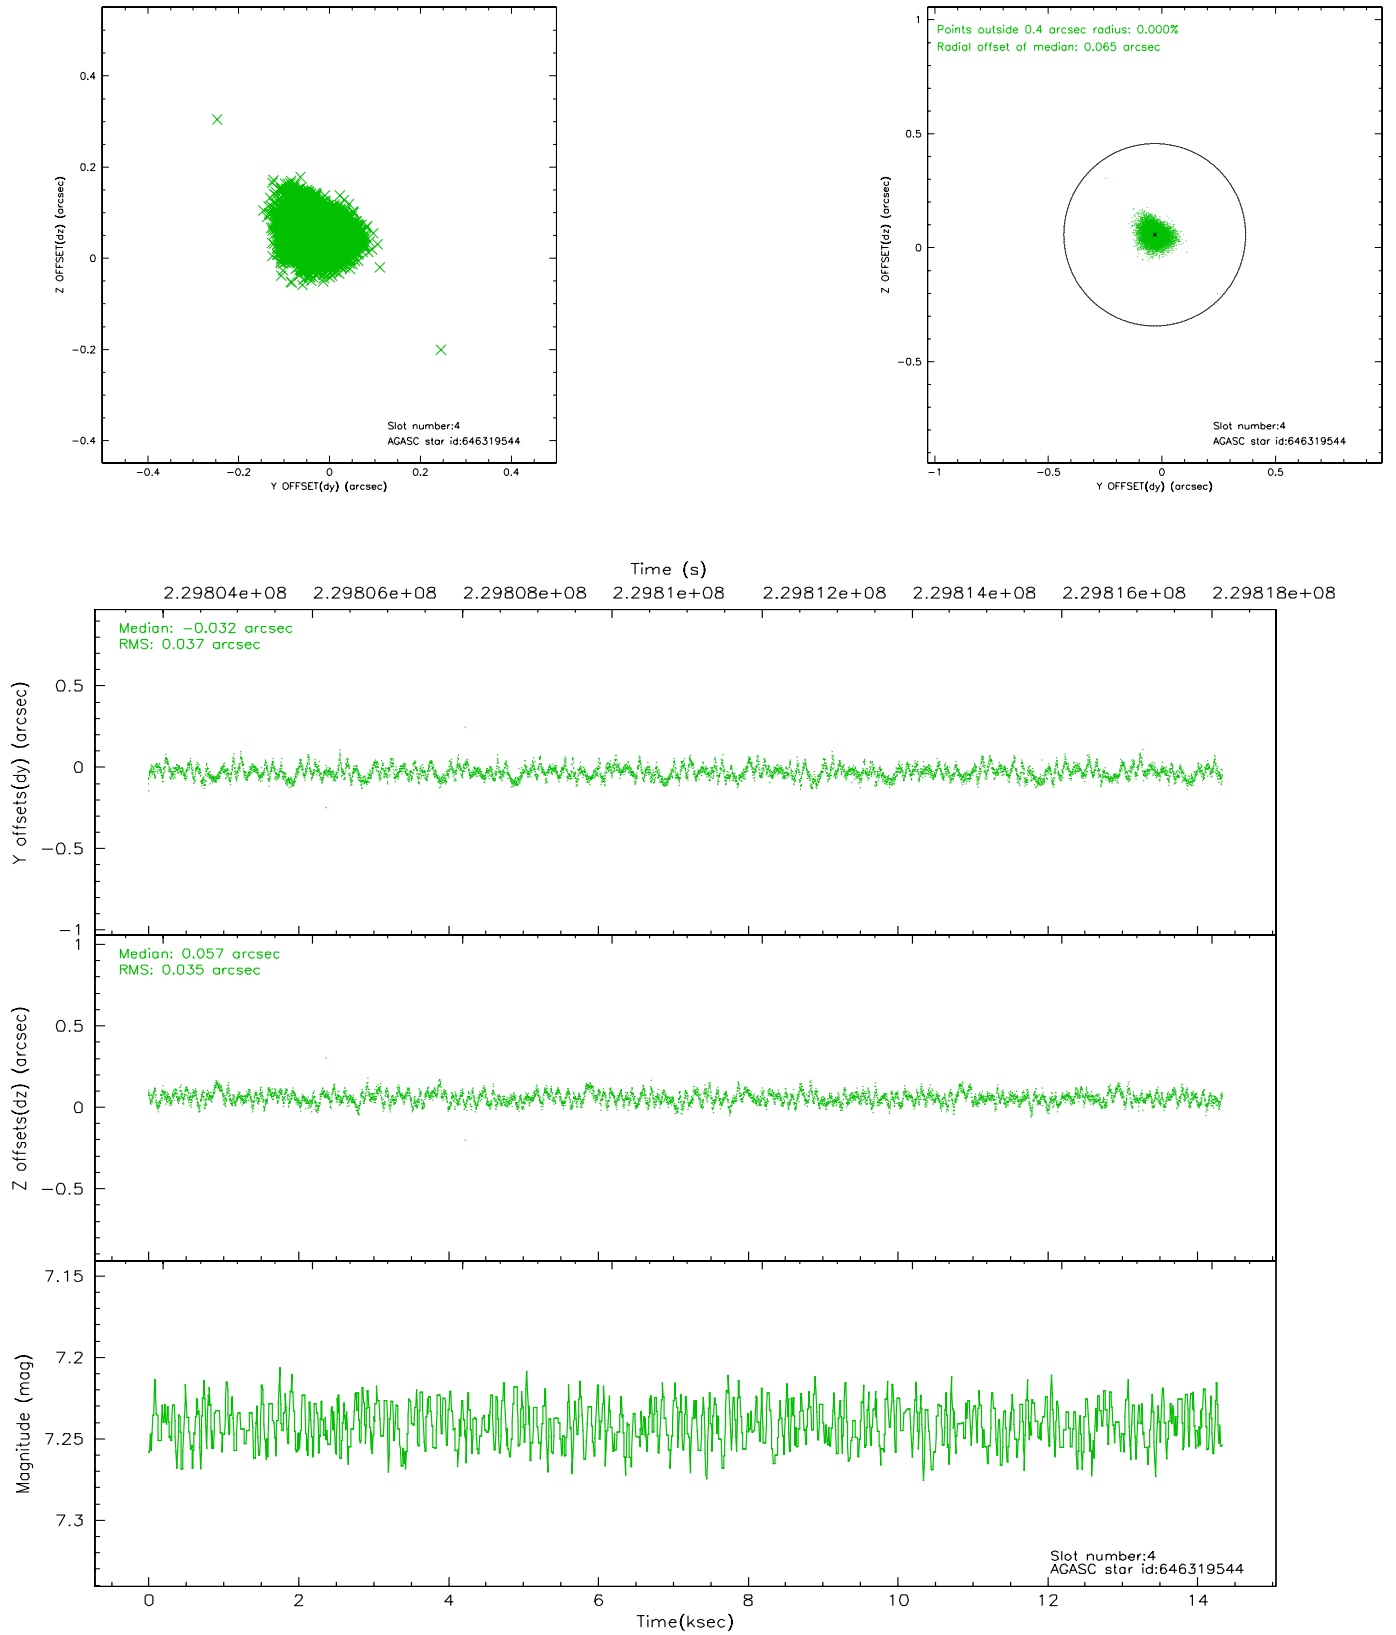 0.4
0.2
0
-0.2
-0.4
Z OFFSET(dz) (arcsec)
Slot number:4
AGASC star id:646319544
-0.4 -0.2 0 0.2 0.4
Y OFFSET(dy) (arcsec)
Points outside 0.4 arcsec radius: 0.000%
Radial offset of median: 0.065 arcsec
1
0.5
0
-0.5
Z OFFSET(dz) (arcsec)
Slot number:4
AGASC star id:646319544
-1 -0.5 0 0.5
Y OFFSET(dy) (arcsec)
Time (s)
2.29804e+08 2.29806e+08 2.29808e+08 2.2981e+08 2.29812e+08 2.29814e+08 2.29816e+08 2.29818e+08
Median: -0.032 arcsec
RMS: 0.037 arcsec
0.5
0
-0.5
-1
Y offsets(dy) (arcsec)
Median: 0.057 arcsec
RMS: 0.035 arcsec
1
0.5
0
-0.5
Z offsets(dz) (arcsec)
7.15
7.2
7.25
7.3
Magnitude (mag)
Slot number:4
AGASC star id:646319544
0 2 4 6 8 10 12 14
Time(ksec)